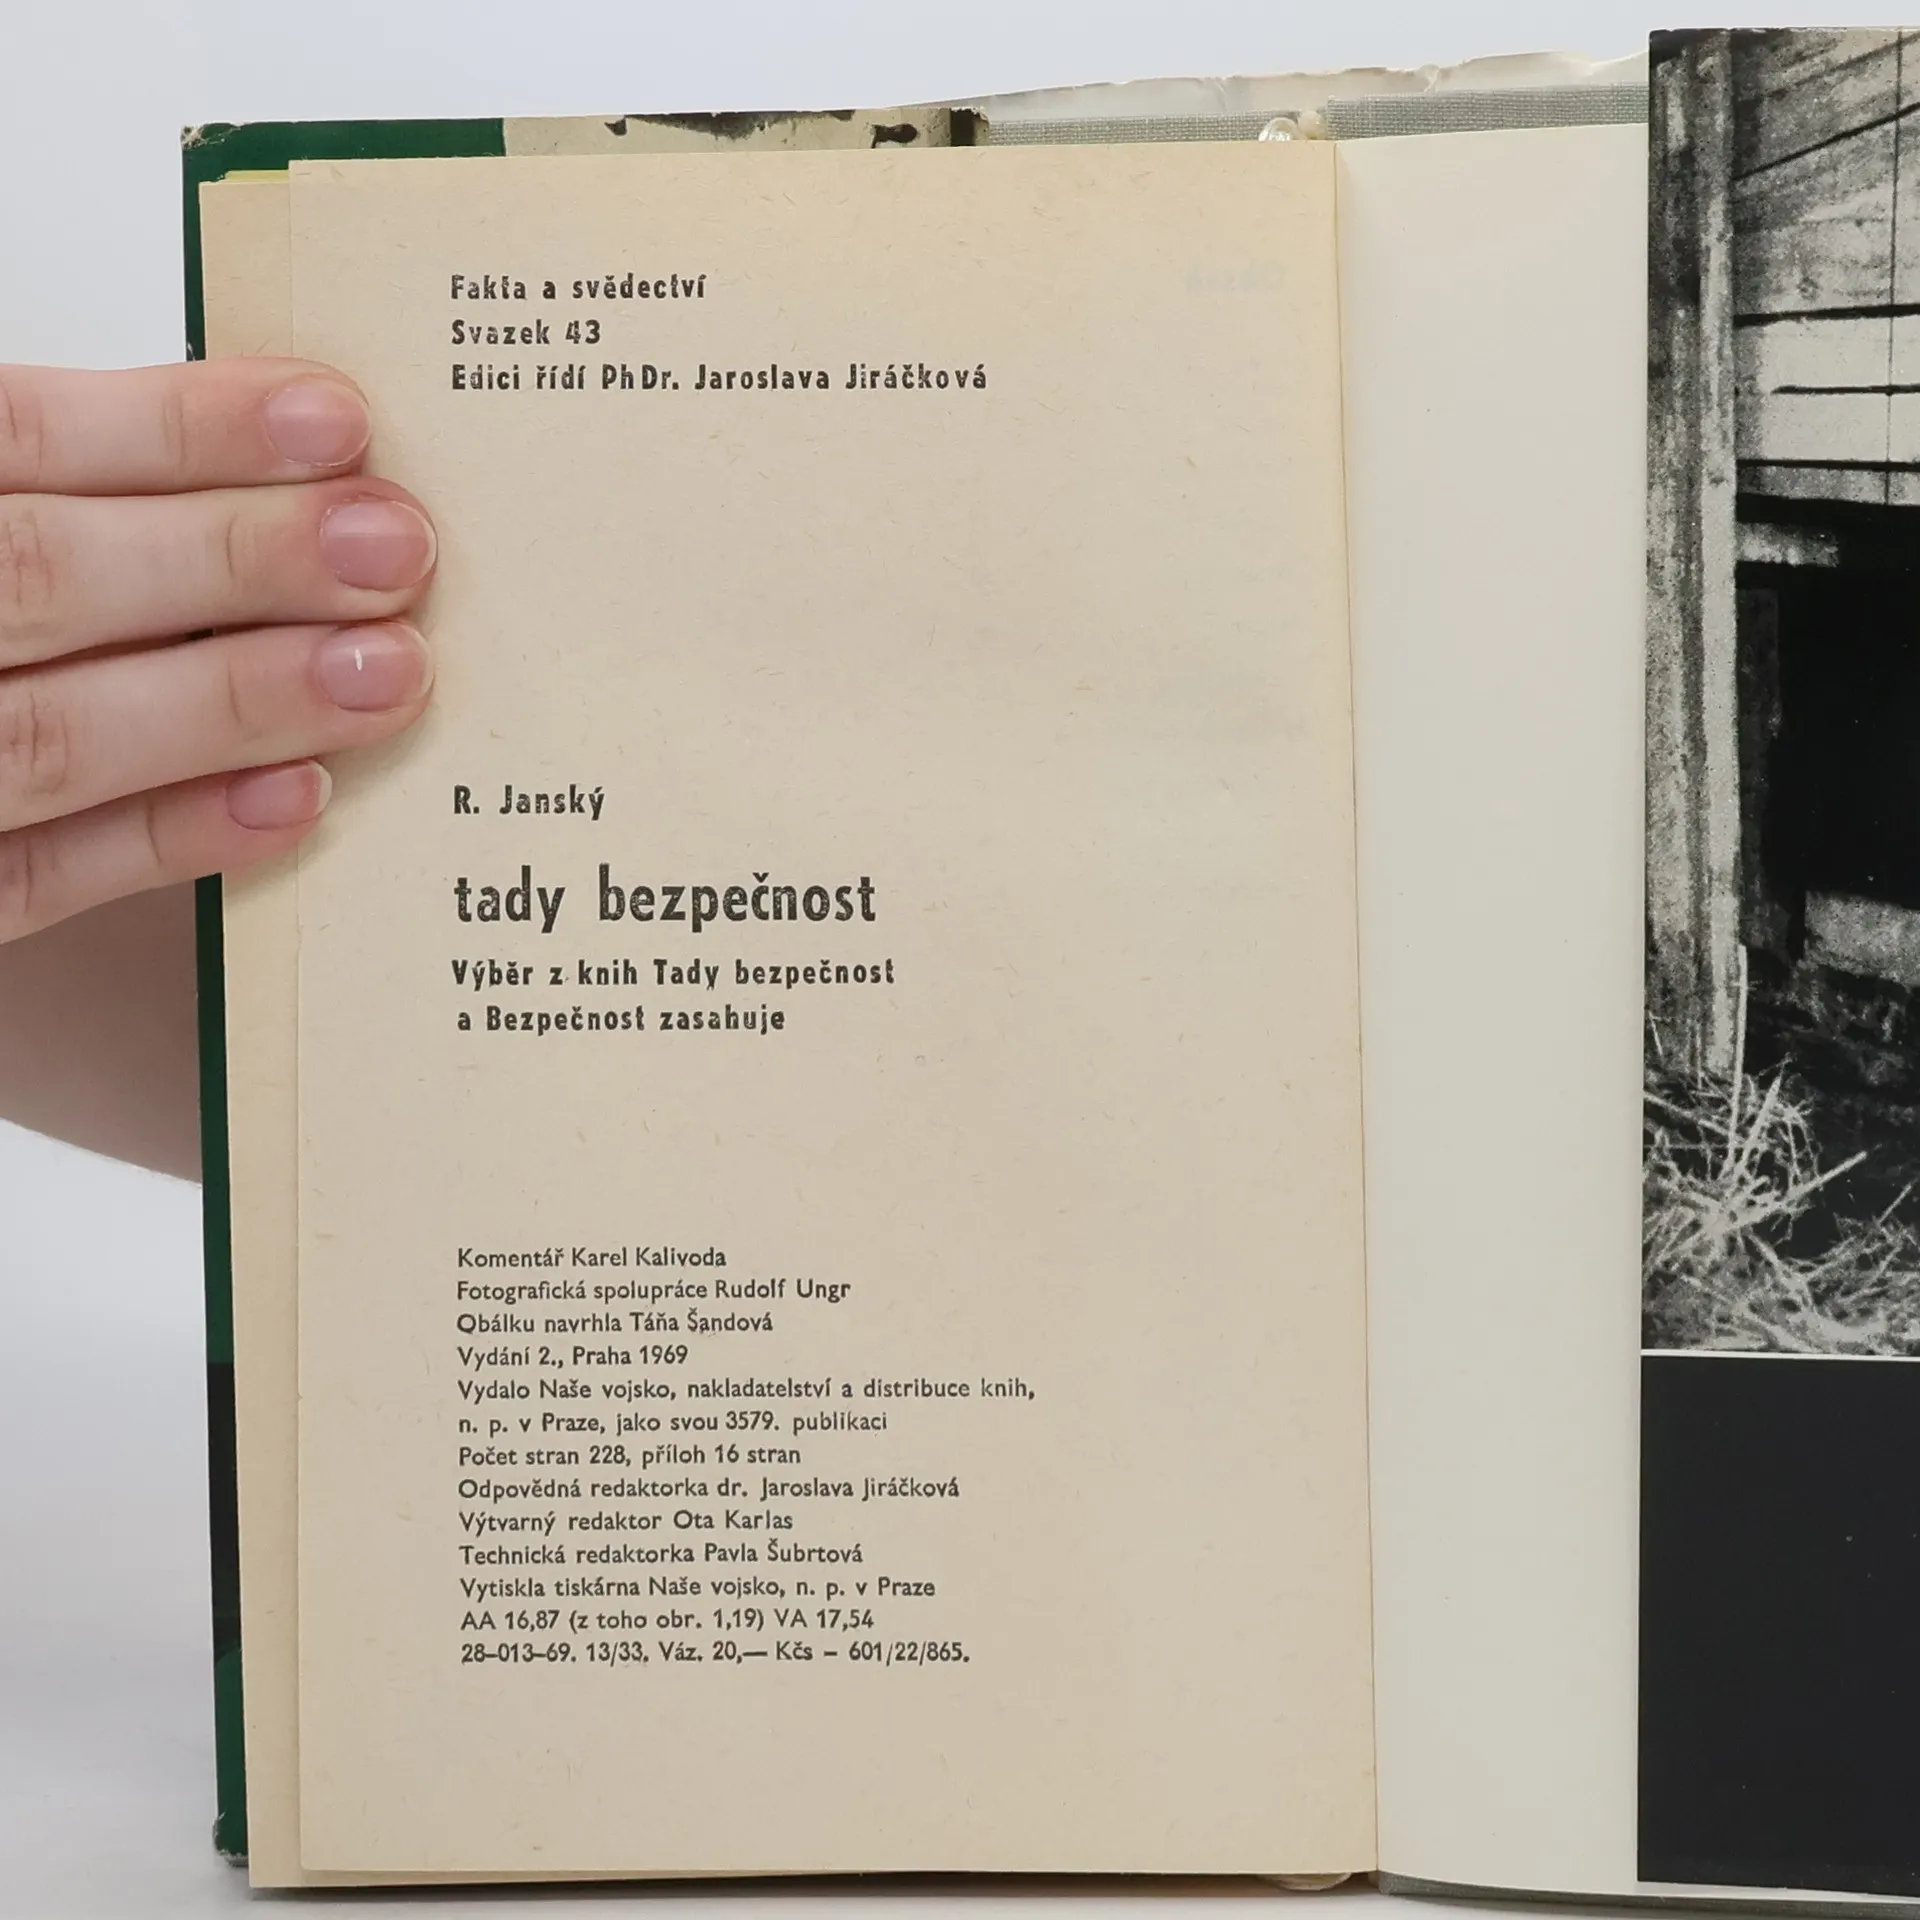 Fakta a svědectví
Svazek 43
Edici řídí PhDr. Jaroslava Jiráčková
R. Janský
tady bezpečnost
Výběr z knih Tady bezpečnost
a Bezpečnost zasahuje
Komentář Karel Kalivoda
Fotografická spolupráce Rudolf Ungr
Obálku navrhla Táňa Šandová
Vydání 2., Praha 1969
Vydalo Naše vojsko, nakladatelství a distribuce knih,
n. p. v Praze, jako svou 3579. publikaci
Počet stran 228, příloh 16 stran
Odpovědná redaktorka dr. Jaroslava Jiráčková
Výtvarný redaktor Ota Karlas
Technická redaktorka Pavla Šubrtová
Vytiskla tiskárna Naše vojsko, n. p. v Praze
AA 16,87 (z toho obr. 1,19) VA 17,54
28–013–69. 13/33. Váz. 20,— Kčs – 601/22/865.